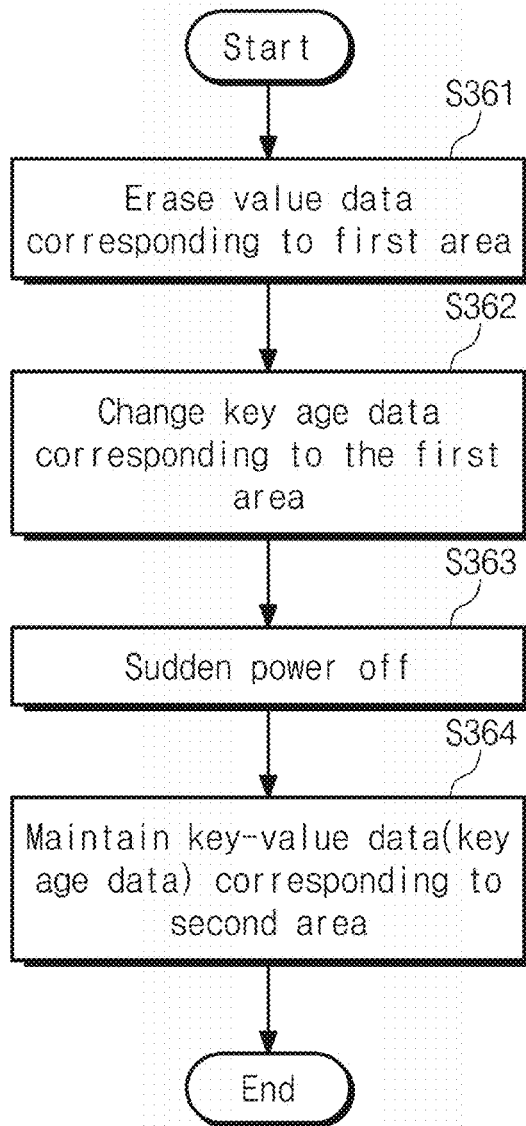 Start
S361
Erase value data
corresponding to first area
S362
Change key age data
corresponding to the first
area
S363
Sudden power off
S364
Maintain key-value data(key
age data) corresponding to
second area
End